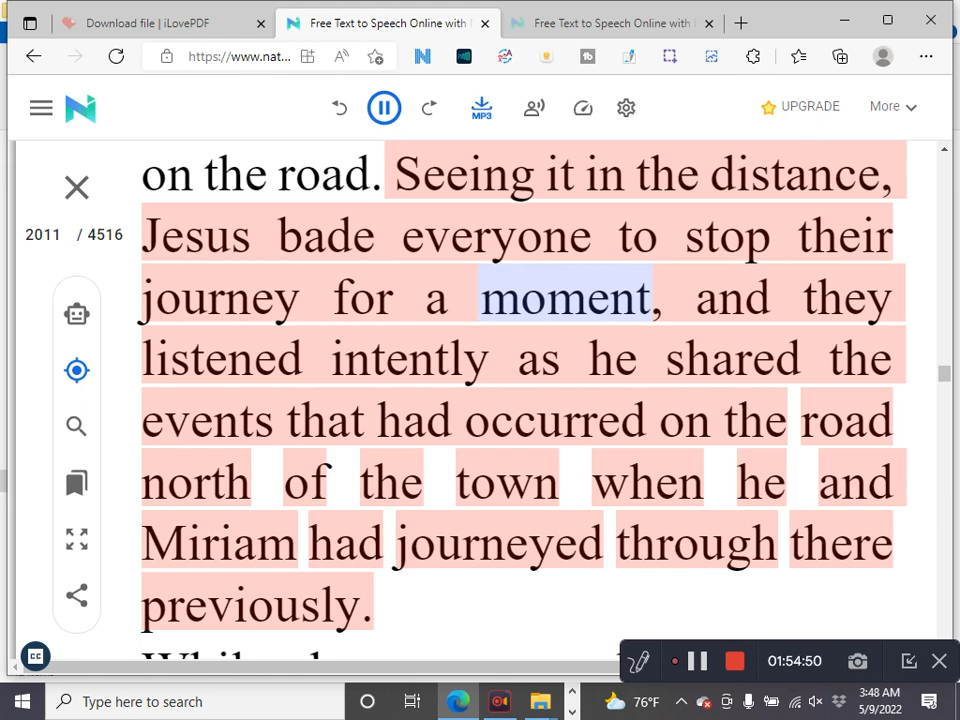 Download file | iLovePDF
Free Text to Speech Online with
Free Text to Speech Online with
https://www.nat...
MP3
UPGRADE
More
2011 / 4516
on the road. Seeing it in the distance,
Jesus bade everyone to stop their
journey for a moment, and they
listened intently as he shared the
events that had occurred on the road
north of the town when he and
Miriam had journeyed through there
previously.
CC
01:54:50
Type here to search
76°F
3:48 AM
5/9/2022